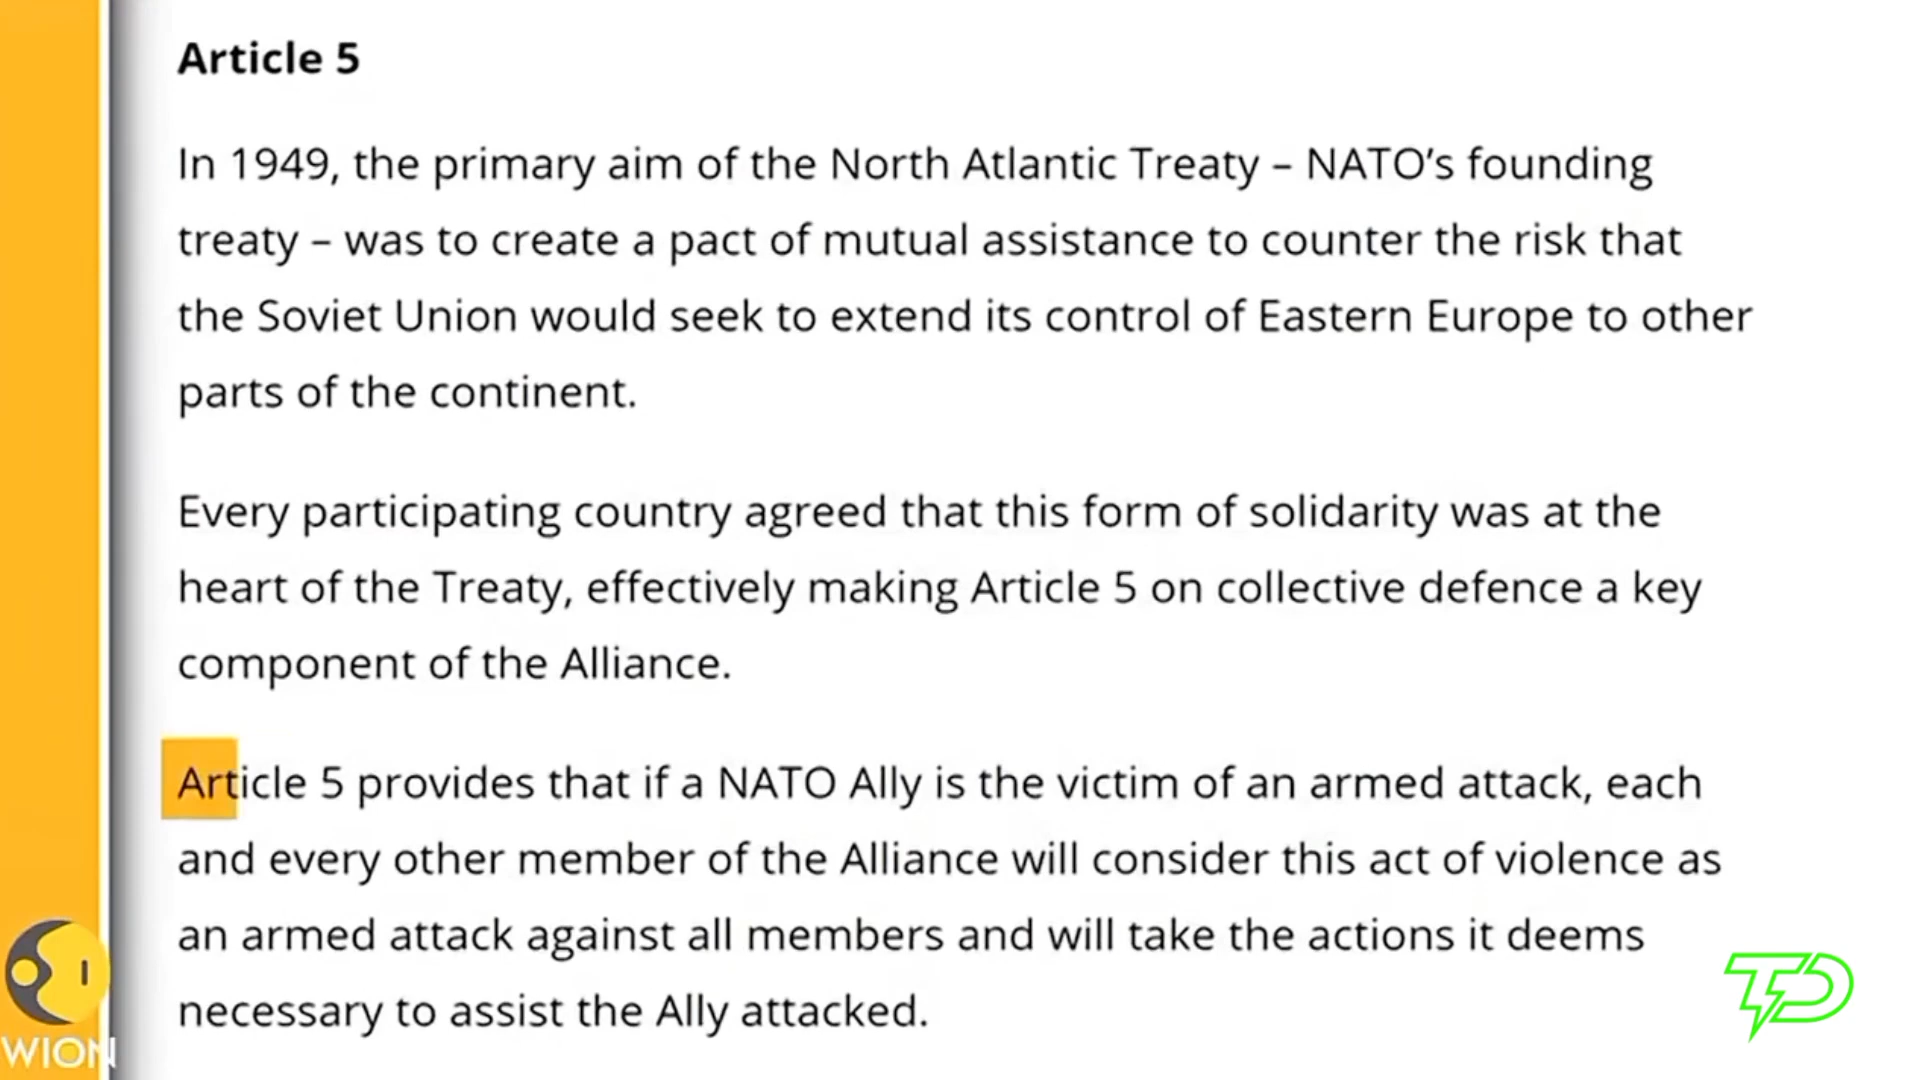 Article 5
In 1949, the primary aim of the North Atlantic Treaty – NATO’s founding
treaty – was to create a pact of mutual assistance to counter the risk that
the Soviet Union would seek to extend its control of Eastern Europe to other
parts of the continent.
Every participating country agreed that this form of solidarity was at the
heart of the Treaty, effectively making Article 5 on collective defence a key
component of the Alliance.
Article 5 provides that if a NATO Ally is the victim of an armed attack, each
and every other member of the Alliance will consider this act of violence as
an armed attack against all members and will take the actions it deems
necessary to assist the Ally attacked.
WION
TD